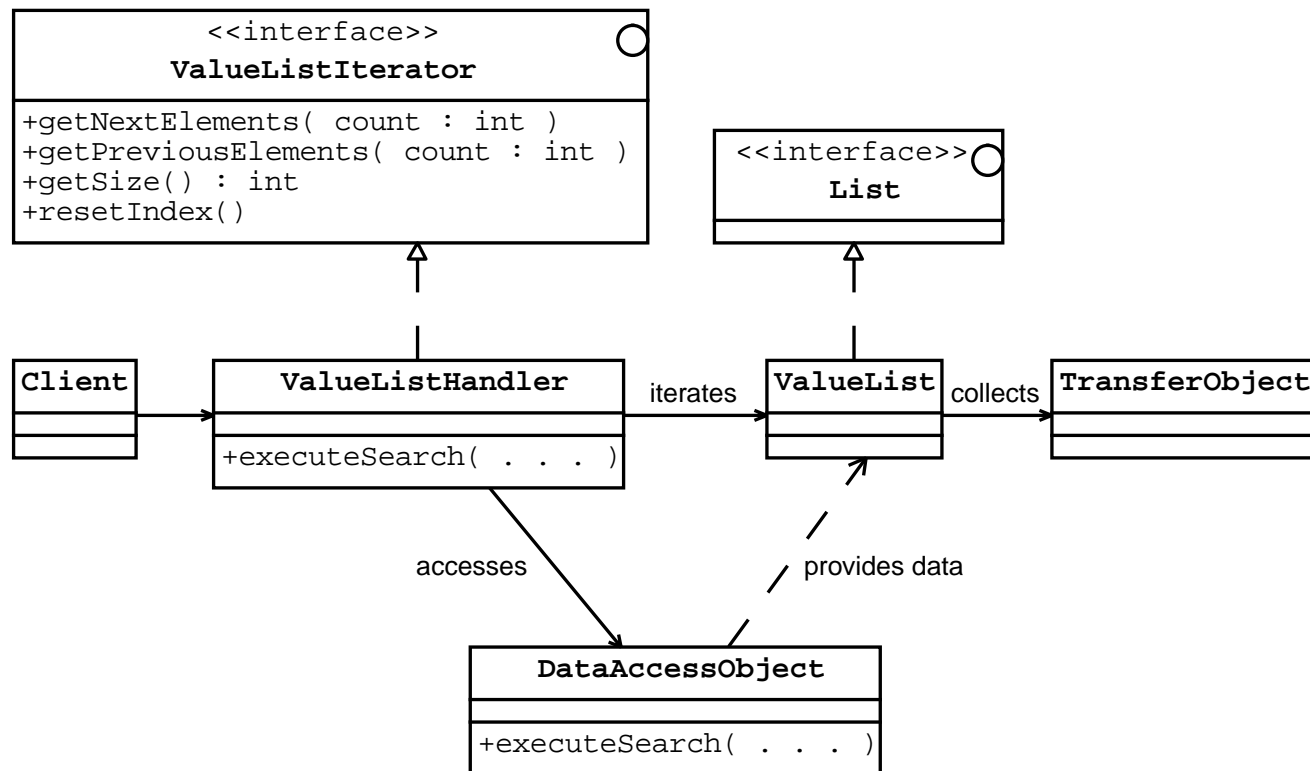 <<interface>>
ValueListIterator
+getNextElements( count : int )
+getPreviousElements( count : int )
+getSize() : int
+resetIndex()
<<interface>>
List
Client
ValueListHandler
+executeSearch( . . . )
iterates
ValueList
collects
TransferObject
accesses
provides data
DataAccessObject
+executeSearch( . . . )